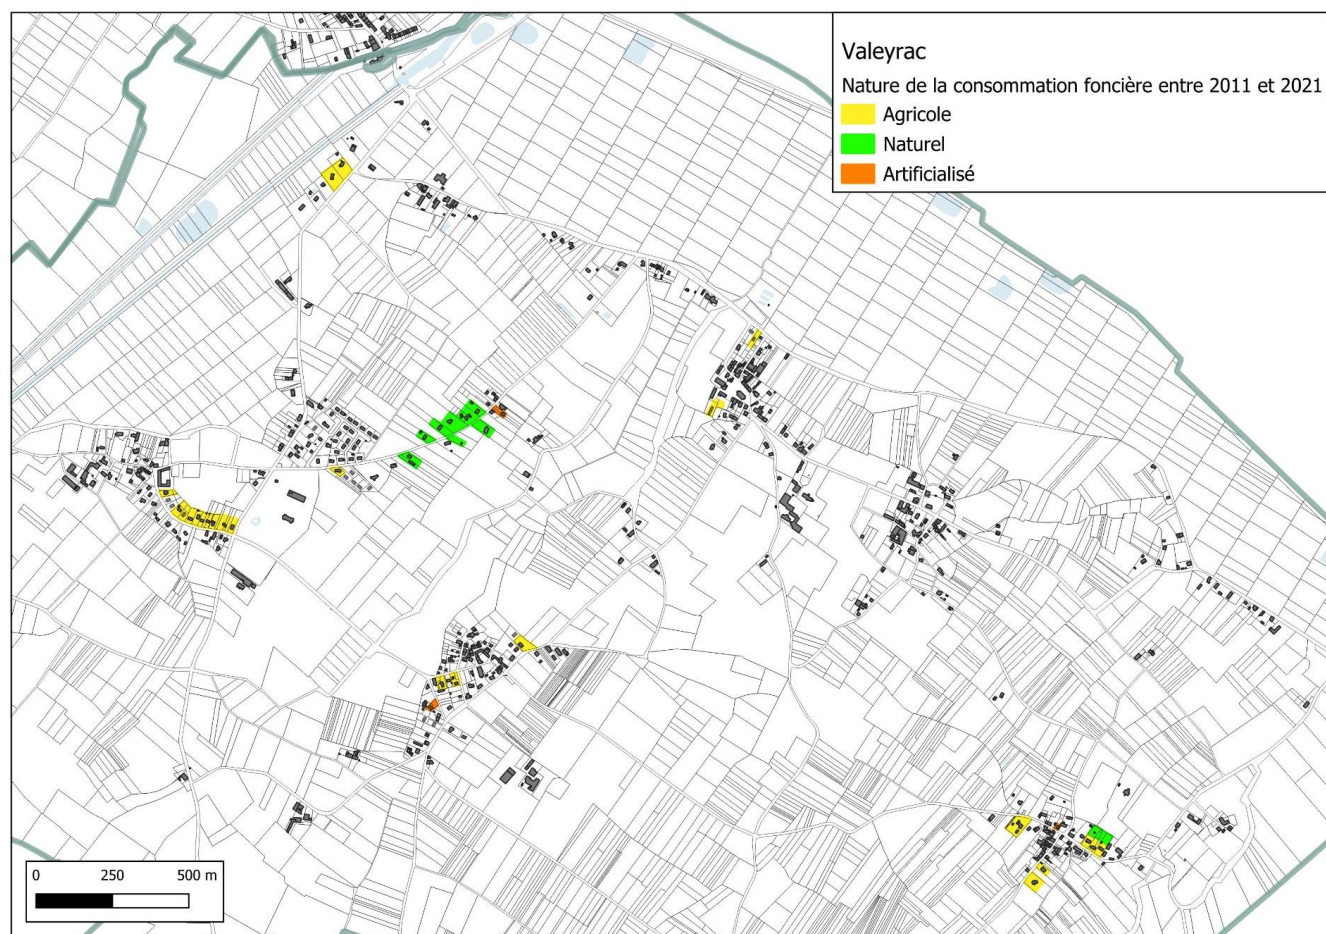 Valeyrac
Nature de la consommation foncière entre 2011 et 2021
Agricole
Naturel
Artificialisé
0 250 500 m